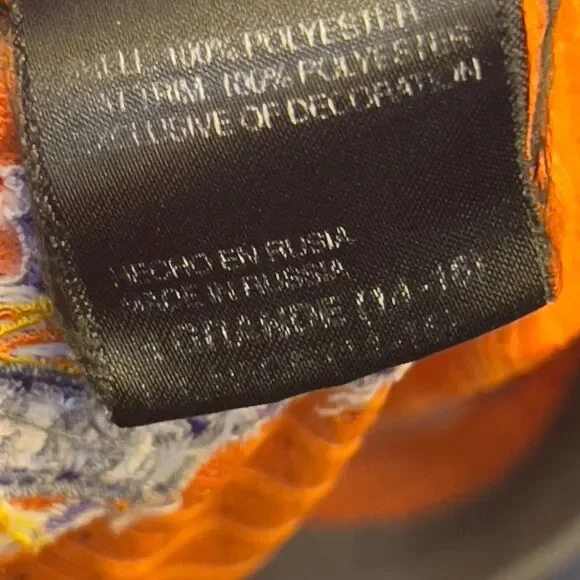 100% POLYESTER
TRIM: 100% POLYESTER
EXCLUSIVE OF DECORATION
HECHO EN RUSIA
MADE IN RUSSIA
GRANDE (14-16)